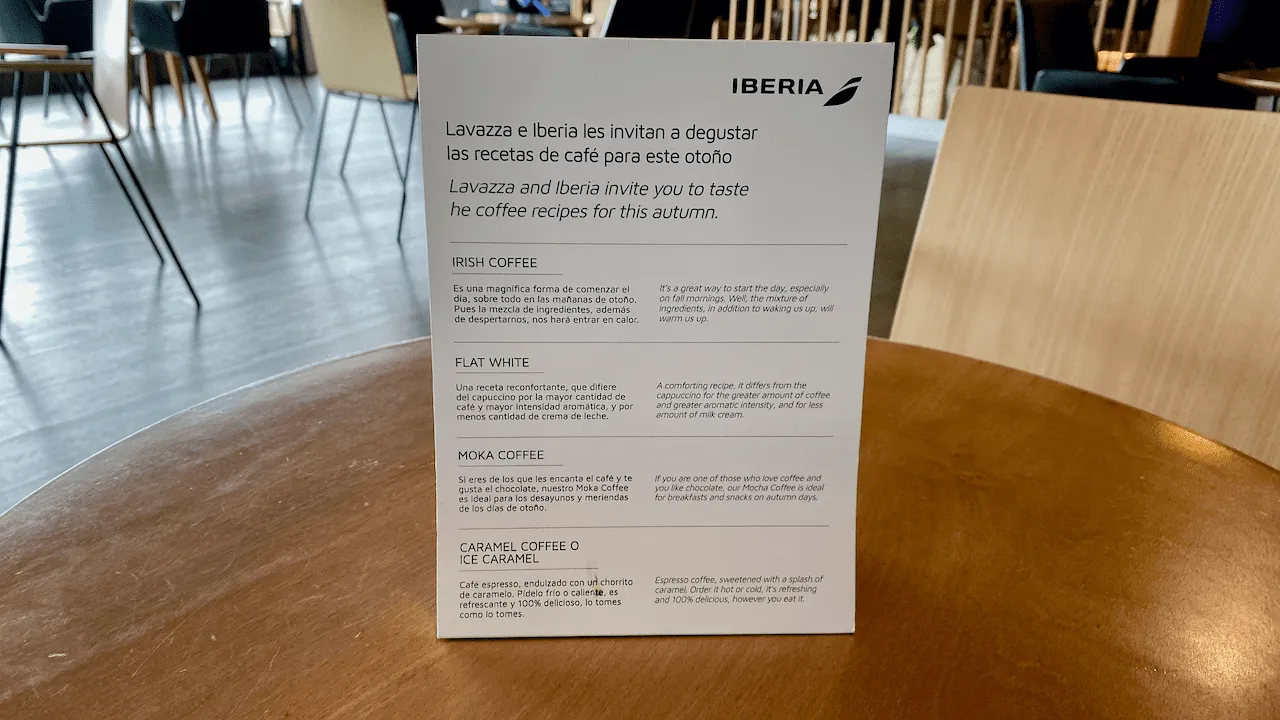 IBERIA
Lavazza e Iberia les invitan a degustar
las recetas de café para este otoño
Lavazza and Iberia invite you to taste
he coffee recipes for this autumn.
IRISH COFFEE
Es una magnífica forma de comenzar el
día, sobre todo en las mañanas de otoño.
Pues la mezcla de ingredientes, además
de despertarnos, nos hará entrar en calor.
It's a great way to start the day, especially
on fall mornings. Well, the mixture of
ingredients, in addition to waking us up, will
warm us up.
FLAT WHITE
Una receta reconfortante, que difiere
del capuccino por la mayor cantidad de
café y mayor intensidad aromática, y por
menos cantidad de crema de leche.
A comforting recipe, it differs from the
cappuccino for the greater amount of coffee
and greater aromatic intensity, and for less
amount of milk cream.
MOKA COFFEE
Si eres de los que les encanta el café y te
gusta el chocolate, nuestro Moka Coffee
es ideal para los desayunos y meriendas
de los días de otoño.
If you are one of those who love coffee and
you like chocolate, our Mocha Coffee is ideal
for breakfasts and snacks on autumn days.
CARAMEL COFFEE O
ICE CARAMEL
Café espresso, endulzado con un chorrito
de caramelo. Pídelo frío o caliente, es
refrescante y 100% delicioso, lo tomes
como lo tomes.
Espresso coffee, sweetened with a splash of
caramel. Order it hot or cold, it's refreshing
and 100% delicious, however you eat it.